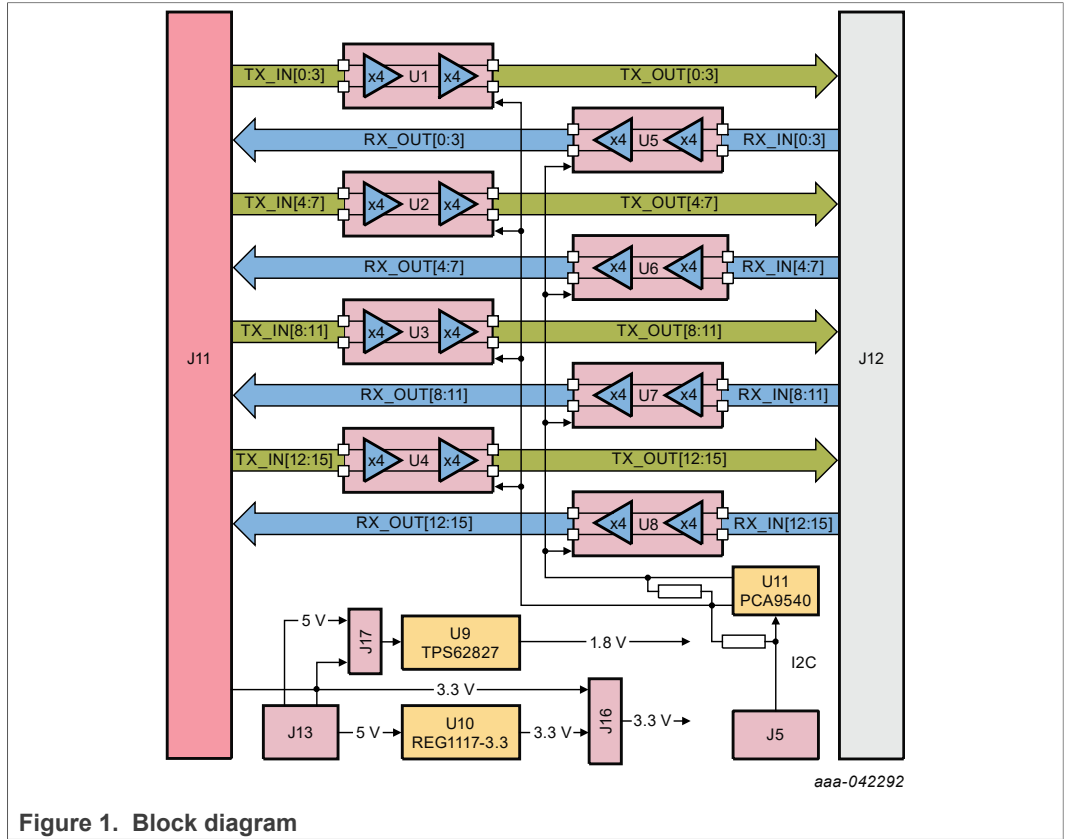 TX_IN[0:3]
x4
U1
x4
TX_OUT[0:3]
RX_OUT[0:3]
x4
U5
x4
RX_IN[0:3]
TX_IN[4:7]
x4
U2
x4
TX_OUT[4:7]
RX_OUT[4:7]
x4
U6
x4
RX_IN[4:7]
TX_IN[8:11]
x4
U3
x4
TX_OUT[8:11]
J11
J12
RX_OUT[8:11]
x4
U7
x4
RX_IN[8:11]
TX_IN[12:15]
x4
U4
x4
TX_OUT[12:15]
RX_OUT[12:15]
x4
U8
x4
RX_IN[12:15]
U11
PCA9540
5 V
J17
U9
TPS62827
1.8 V
I2C
3.3 V
J13
5 V
U10
REG1117-3.3
3.3 V
J16
3.3 V
J5
aaa-042292
Figure 1. Block diagram